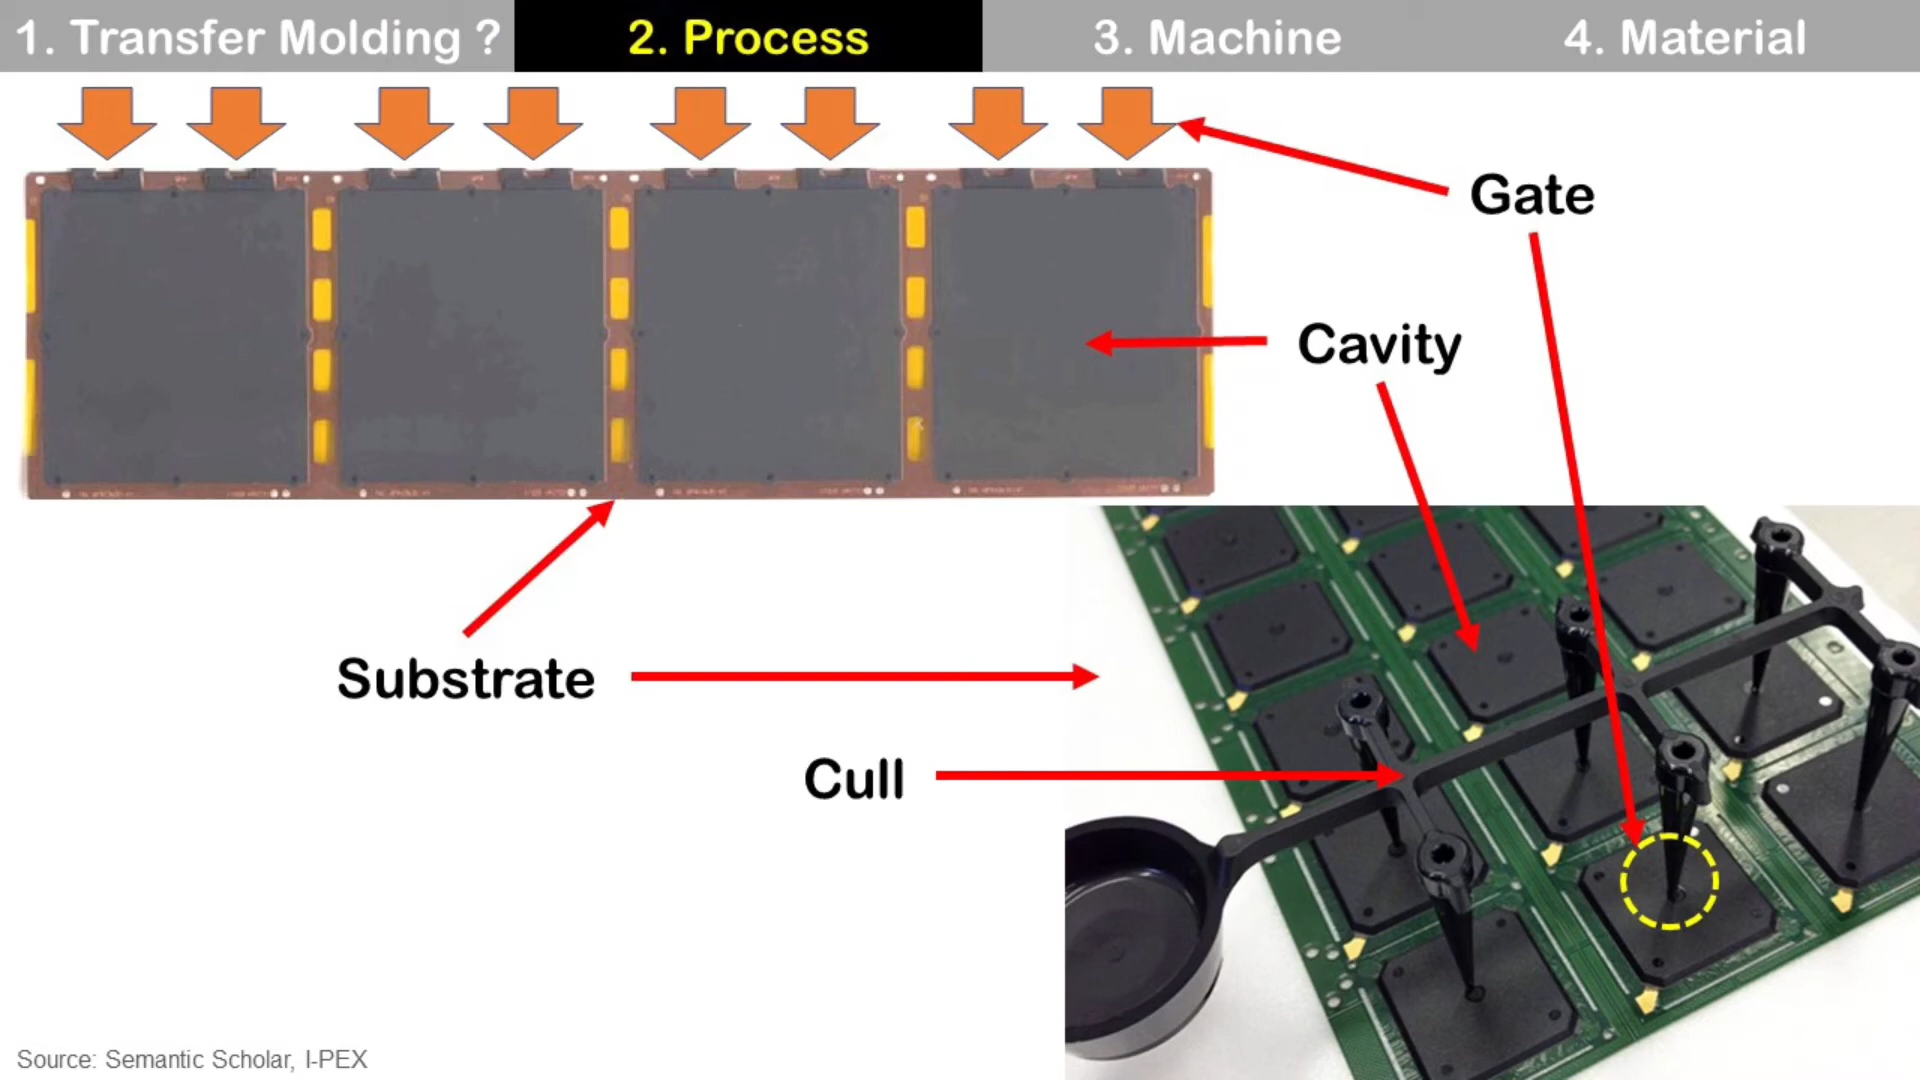 1. Transfer Molding ?
2. Process
3. Machine
4. Material
Gate
Cavity
Substrate
Cull
Source: Semantic Scholar, I-PEX